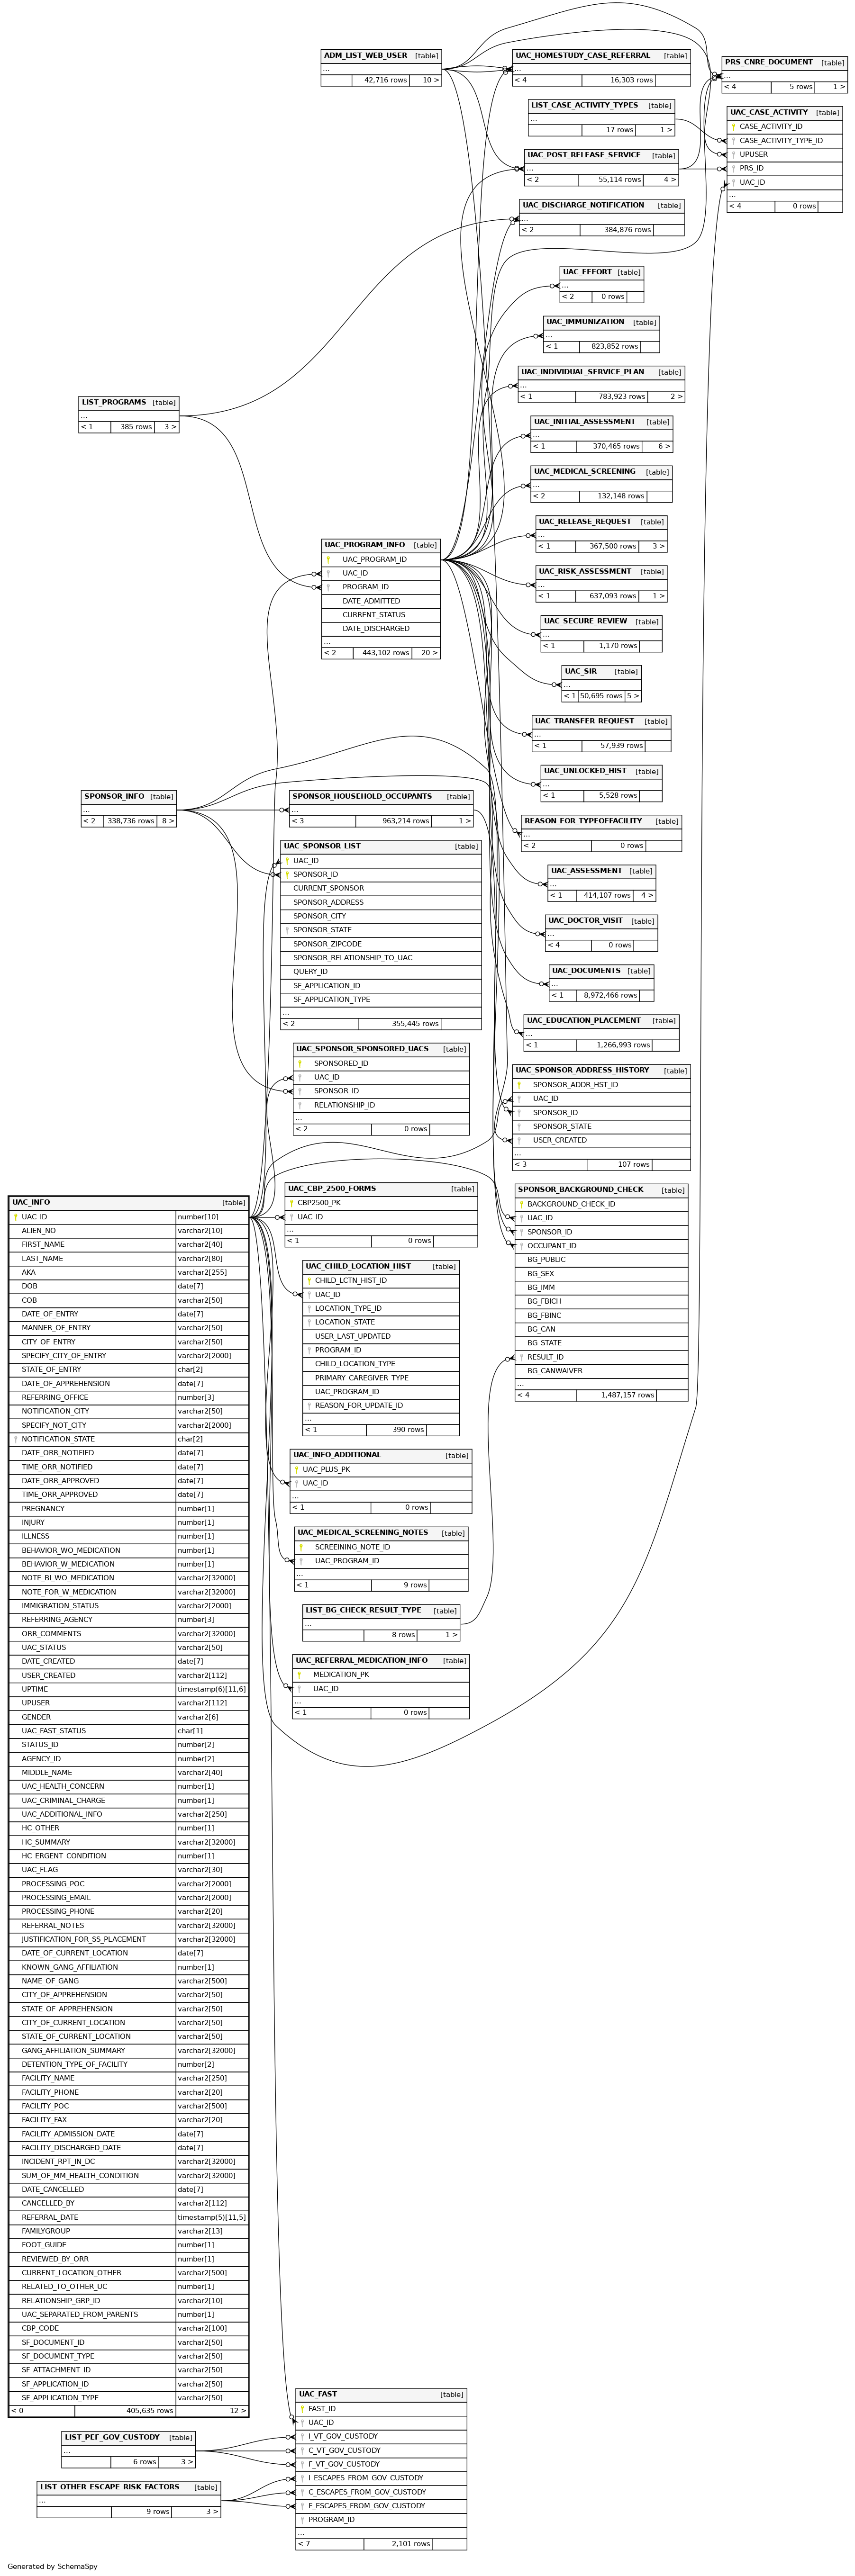 ADM_LIST_WEB_USER [table]
...
42,716 rows 10 >
UAC_HOMESTUDY_CASE_REFERRAL [table]
...
< 4 16,303 rows
PRS_CNRE_DOCUMENT [table]
...
< 4 5 rows 1 >
LIST_CASE_ACTIVITY_TYPES [table]
...
17 rows 1 >
UAC_CASE_ACTIVITY [table]
CASE_ACTIVITY_ID
CASE_ACTIVITY_TYPE_ID
UPUSER
PRS_ID
UAC_ID
...
< 4 0 rows
UAC_POST_RELEASE_SERVICE [table]
...
< 2 55,114 rows 4 >
UAC_DISCHARGE_NOTIFICATION [table]
...
< 2 384,876 rows
UAC_EFFORT [table]
...
< 2 0 rows
UAC_IMMUNIZATION [table]
...
< 1 823,852 rows
UAC_INDIVIDUAL_SERVICE_PLAN [table]
...
< 1 783,923 rows 2 >
LIST_PROGRAMS [table]
...
< 1 385 rows 3 >
UAC_INITIAL_ASSESSMENT [table]
...
< 1 370,465 rows 6 >
UAC_MEDICAL_SCREENING [table]
...
< 2 132,148 rows
UAC_RELEASE_REQUEST [table]
...
< 1 367,500 rows 3 >
UAC_PROGRAM_INFO [table]
UAC_PROGRAM_ID
UAC_ID
PROGRAM_ID
DATE_ADMITTED
CURRENT_STATUS
DATE_DISCHARGED
...
< 2 443,102 rows 20 >
UAC_RISK_ASSESSMENT [table]
...
< 1 637,093 rows 1 >
UAC_SECURE_REVIEW [table]
...
< 1 1,170 rows
UAC_SIR [table]
...
< 1 50,695 rows 5 >
UAC_TRANSFER_REQUEST [table]
...
< 1 57,939 rows
UAC_UNLOCKED_HIST [table]
...
< 1 5,528 rows
SPONSOR_INFO [table]
...
< 2 338,736 rows 8 >
SPONSOR_HOUSEHOLD_OCCUPANTS [table]
...
< 3 963,214 rows 1 >
REASON_FOR_TYPEOFFACILITY [table]
...
< 2 0 rows
UAC_SPONSOR_LIST [table]
UAC_ID
SPONSOR_ID
CURRENT_SPONSOR
SPONSOR_ADDRESS
SPONSOR_CITY
SPONSOR_STATE
SPONSOR_ZIPCODE
SPONSOR_RELATIONSHIP_TO_UAC
QUERY_ID
SF_APPLICATION_ID
SF_APPLICATION_TYPE
...
< 2 355,445 rows
UAC_ASSESSMENT [table]
...
< 1 414,107 rows 4 >
UAC_DOCTOR_VISIT [table]
...
< 4 0 rows
UAC_DOCUMENTS [table]
...
< 1 8,972,466 rows
UAC_EDUCATION_PLACEMENT [table]
...
< 1 1,266,993 rows
UAC_SPONSOR_SPONSORED_UACS [table]
SPONSORED_ID
UAC_ID
SPONSOR_ID
RELATIONSHIP_ID
...
< 2 0 rows
UAC_SPONSOR_ADDRESS_HISTORY [table]
SPONSOR_ADDR_HST_ID
UAC_ID
SPONSOR_ID
SPONSOR_STATE
USER_CREATED
...
< 3 107 rows
UAC_CBP_2500_FORMS [table]
CBP2500_PK
UAC_ID
...
< 1 0 rows
SPONSOR_BACKGROUND_CHECK [table]
BACKGROUND_CHECK_ID
UAC_ID
SPONSOR_ID
OCCUPANT_ID
BG_PUBLIC
BG_SEX
BG_IMM
BG_FBICH
BG_FBINC
BG_CAN
BG_STATE
RESULT_ID
BG_CANWAIVER
...
< 4 1,487,157 rows
UAC_CHILD_LOCATION_HIST [table]
CHILD_LCTN_HIST_ID
UAC_ID
LOCATION_TYPE_ID
LOCATION_STATE
USER_LAST_UPDATED
PROGRAM_ID
CHILD_LOCATION_TYPE
PRIMARY_CAREGIVER_TYPE
UAC_PROGRAM_ID
REASON_FOR_UPDATE_ID
...
< 1 390 rows
UAC_INFO_ADDITIONAL [table]
UAC_PLUS_PK
UAC_ID
...
< 1 0 rows
UAC_MEDICAL_SCREENING_NOTES [table]
SCREEINING_NOTE_ID
UAC_PROGRAM_ID
...
< 1 9 rows
LIST_BG_CHECK_RESULT_TYPE [table]
...
8 rows 1 >
UAC_REFERRAL_MEDICATION_INFO [table]
MEDICATION_PK
UAC_ID
...
< 1 0 rows
UAC_INFO [table]
UAC_ID number[10]
ALIEN_NO varchar2[10]
FIRST_NAME varchar2[40]
LAST_NAME varchar2[80]
AKA varchar2[255]
DOB date[7]
COB varchar2[50]
DATE_OF_ENTRY date[7]
MANNER_OF_ENTRY varchar2[50]
CITY_OF_ENTRY varchar2[50]
SPECIFY_CITY_OF_ENTRY varchar2[2000]
STATE_OF_ENTRY char[2]
DATE_OF_APPREHENSION date[7]
REFERRING_OFFICE number[3]
NOTIFICATION_CITY varchar2[50]
SPECIFY_NOT_CITY varchar2[2000]
NOTIFICATION_STATE char[2]
DATE_ORR_NOTIFIED date[7]
TIME_ORR_NOTIFIED date[7]
DATE_ORR_APPROVED date[7]
TIME_ORR_APPROVED date[7]
PREGNANCY number[1]
INJURY number[1]
ILLNESS number[1]
BEHAVIOR_WO_MEDICATION number[1]
BEHAVIOR_W_MEDICATION number[1]
NOTE_BI_WO_MEDICATION varchar2[32000]
NOTE_FOR_W_MEDICATION varchar2[32000]
IMMIGRATION_STATUS varchar2[2000]
REFERRING_AGENCY number[3]
ORR_COMMENTS varchar2[32000]
UAC_STATUS varchar2[50]
DATE_CREATED date[7]
USER_CREATED varchar2[112]
UPTIME timestamp(6)[11,6]
UPUSER varchar2[112]
GENDER varchar2[6]
UAC_FAST_STATUS char[1]
STATUS_ID number[2]
AGENCY_ID number[2]
MIDDLE_NAME varchar2[40]
UAC_HEALTH_CONCERN number[1]
UAC_CRIMINAL_CHARGE number[1]
UAC_ADDITIONAL_INFO varchar2[250]
HC_OTHER number[1]
HC_SUMMARY varchar2[32000]
HC_ERGENT_CONDITION number[1]
UAC_FLAG varchar2[30]
PROCESSING_POC varchar2[2000]
PROCESSING_EMAIL varchar2[2000]
PROCESSING_PHONE varchar2[20]
REFERRAL_NOTES varchar2[32000]
JUSTIFICATION_FOR_SS_PLACEMENT varchar2[32000]
DATE_OF_CURRENT_LOCATION date[7]
KNOWN_GANG_AFFILIATION number[1]
NAME_OF_GANG varchar2[500]
CITY_OF_APPREHENSION varchar2[50]
STATE_OF_APPREHENSION varchar2[50]
CITY_OF_CURRENT_LOCATION varchar2[50]
STATE_OF_CURRENT_LOCATION varchar2[50]
GANG_AFFILIATION_SUMMARY varchar2[32000]
DETENTION_TYPE_OF_FACILITY number[2]
FACILITY_NAME varchar2[250]
FACILITY_PHONE varchar2[20]
FACILITY_POC varchar2[500]
FACILITY_FAX varchar2[20]
FACILITY_ADMISSION_DATE date[7]
FACILITY_DISCHARGED_DATE date[7]
INCIDENT_RPT_IN_DC varchar2[32000]
SUM_OF_MM_HEALTH_CONDITION varchar2[32000]
DATE_CANCELLED date[7]
CANCELLED_BY varchar2[112]
REFERRAL_DATE timestamp(5)[11,5]
FAMILYGROUP varchar2[13]
FOOT_GUIDE number[1]
REVIEWED_BY_ORR number[1]
CURRENT_LOCATION_OTHER varchar2[500]
RELATED_TO_OTHER_UC number[1]
RELATIONSHIP_GRP_ID varchar2[10]
UAC_SEPARATED_FROM_PARENTS number[1]
CBP_CODE varchar2[100]
SF_DOCUMENT_ID varchar2[50]
SF_DOCUMENT_TYPE varchar2[50]
SF_ATTACHMENT_ID varchar2[50]
SF_APPLICATION_ID varchar2[50]
SF_APPLICATION_TYPE varchar2[50]
< 0 405,635 rows 12 >
UAC_FAST [table]
FAST_ID
UAC_ID
I_VT_GOV_CUSTODY
C_VT_GOV_CUSTODY
F_VT_GOV_CUSTODY
I_ESCAPES_FROM_GOV_CUSTODY
C_ESCAPES_FROM_GOV_CUSTODY
F_ESCAPES_FROM_GOV_CUSTODY
PROGRAM_ID
...
< 7 2,101 rows
LIST_PEF_GOV_CUSTODY [table]
...
6 rows 3 >
LIST_OTHER_ESCAPE_RISK_FACTORS [table]
...
9 rows 3 >
Generated by SchemaSpy